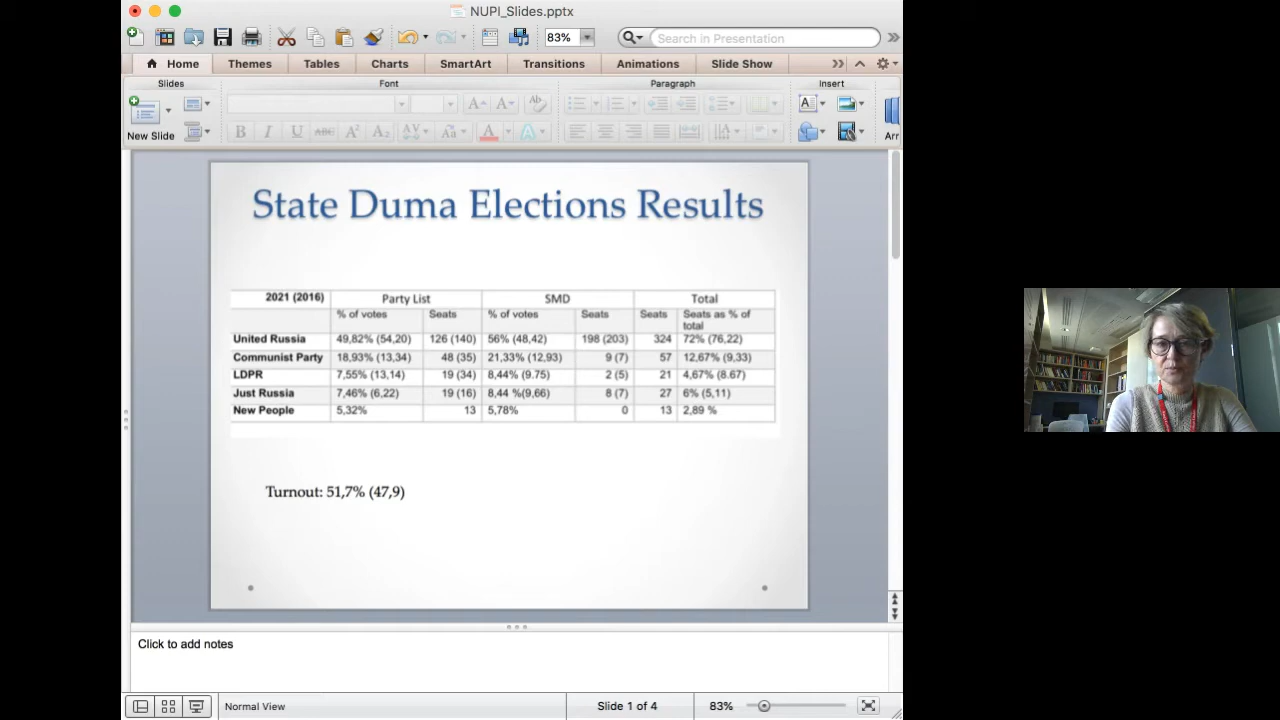 NUPI_Slides.pptx
83% Search in Presentation
Home Themes Tables Charts SmartArt Transitions Animations Slide Show
Slides Font Paragraph Insert
New Slide
State Duma Elections Results
2021 (2016) Party List SMD Total
% of votes Seats % of votes Seats Seats Seats as % of total
United Russia 49,82% (54,20) 126 (140) 56% (48,42) 198 (203) 324 72% (76,22)
Communist Party 18,93% (13,34) 48 (35) 21,33% (12,93) 9 (7) 57 12,67% (9,33)
LDPR 7,55% (13,14) 19 (34) 8,44% (9.75) 2 (5) 21 4,67% (8.67)
Just Russia 7,46% (6,22) 19 (16) 8,44 %(9,66) 8 (7) 27 6% (5,11)
New People 5,32% 13 5,78% 0 13 2,89 %
Turnout: 51,7% (47,9)
Click to add notes
Normal View Slide 1 of 4 83%